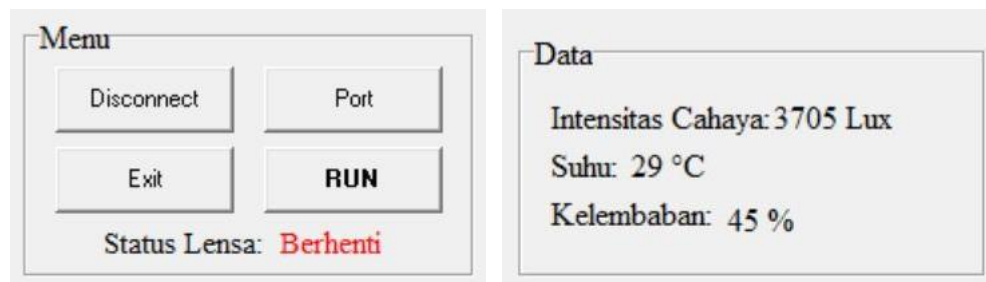 Menu
Disconnect Port
Exit RUN
Status Lensa: Berhenti
Data
Intensitas Cahaya: 3705 Lux
Suhu: 29 °C
Kelembaban: 45 %